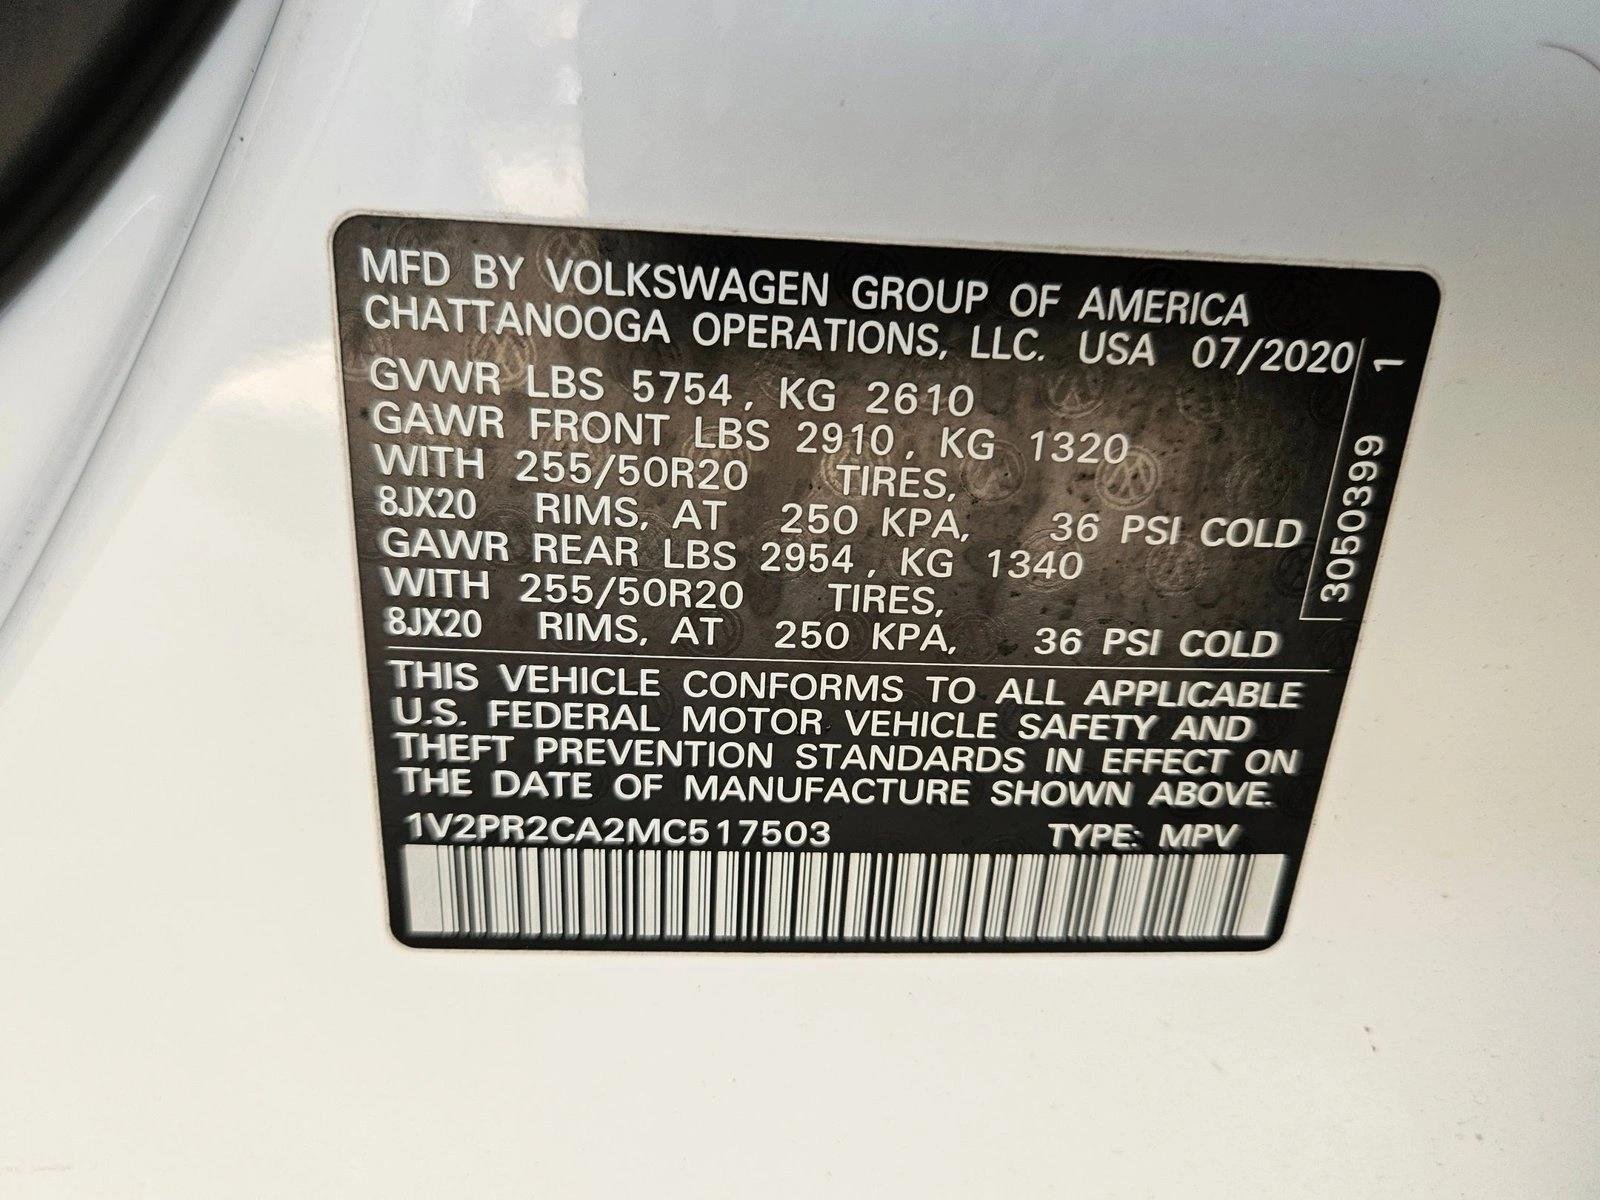 MFD BY VOLKSWAGEN GROUP OF AMERICA
CHATTANOOGA OPERATIONS, LLC. USA 07/2020
GVWR LBS 5754, KG 2610
GAWR FRONT LBS 2910, KG 1320
WITH 255/50R20 TIRES,
8JX20 RIMS, AT 250 KPA, 36 PSI COLD
GAWR REAR LBS 2954, KG 1340
WITH 255/50R20 TIRES,
8JX20 RIMS, AT 250 KPA, 36 PSI COLD
3050399 1
THIS VEHICLE CONFORMS TO ALL APPLICABLE
U.S. FEDERAL MOTOR VEHICLE SAFETY AND
THEFT PREVENTION STANDARDS IN EFFECT ON
THE DATE OF MANUFACTURE SHOWN ABOVE.
1V2PR2CA2MC517503 TYPE: MPV